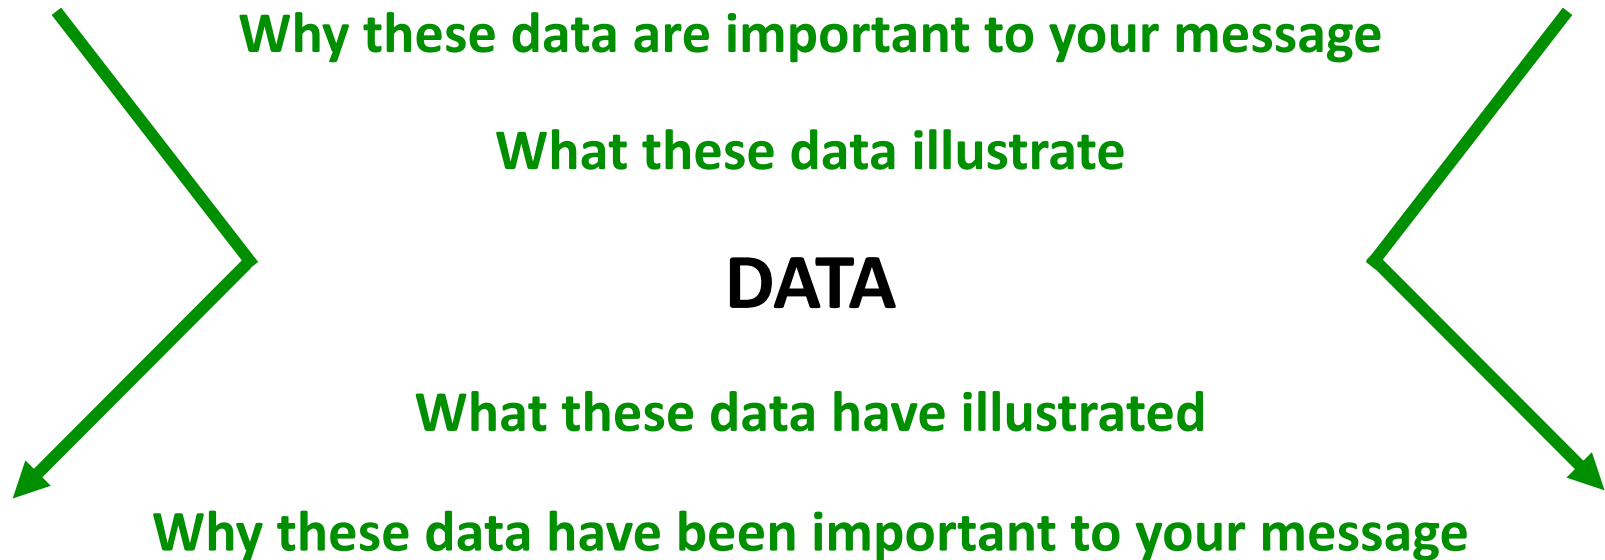 Why these data are important to your message
What these data illustrate
DATA
What these data have illustrated
Why these data have been important to your message